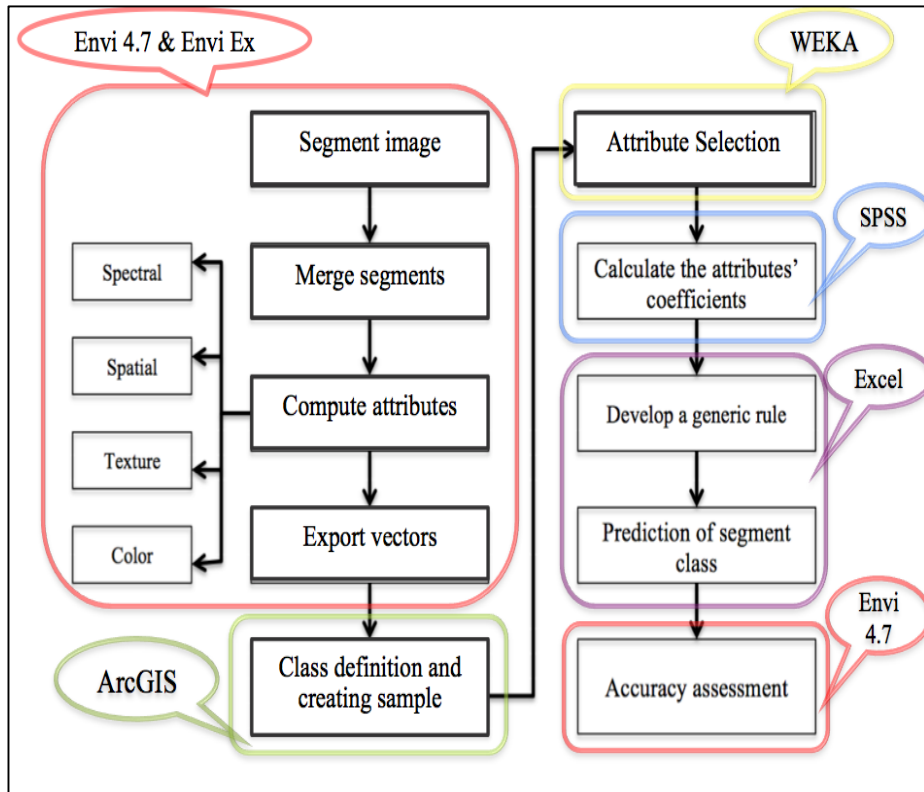 Envi 4.7 & Envi Ex
Segment image
Merge segments
Spectral
Spatial
Compute attributes
Texture
Color
Export vectors
ArcGIS
Class definition and
creating sample
WEKA
Attribute Selection
SPSS
Calculate the attributes’
coefficients
Excel
Develop a generic rule
Prediction of segment
class
Envi
4.7
Accuracy assessment